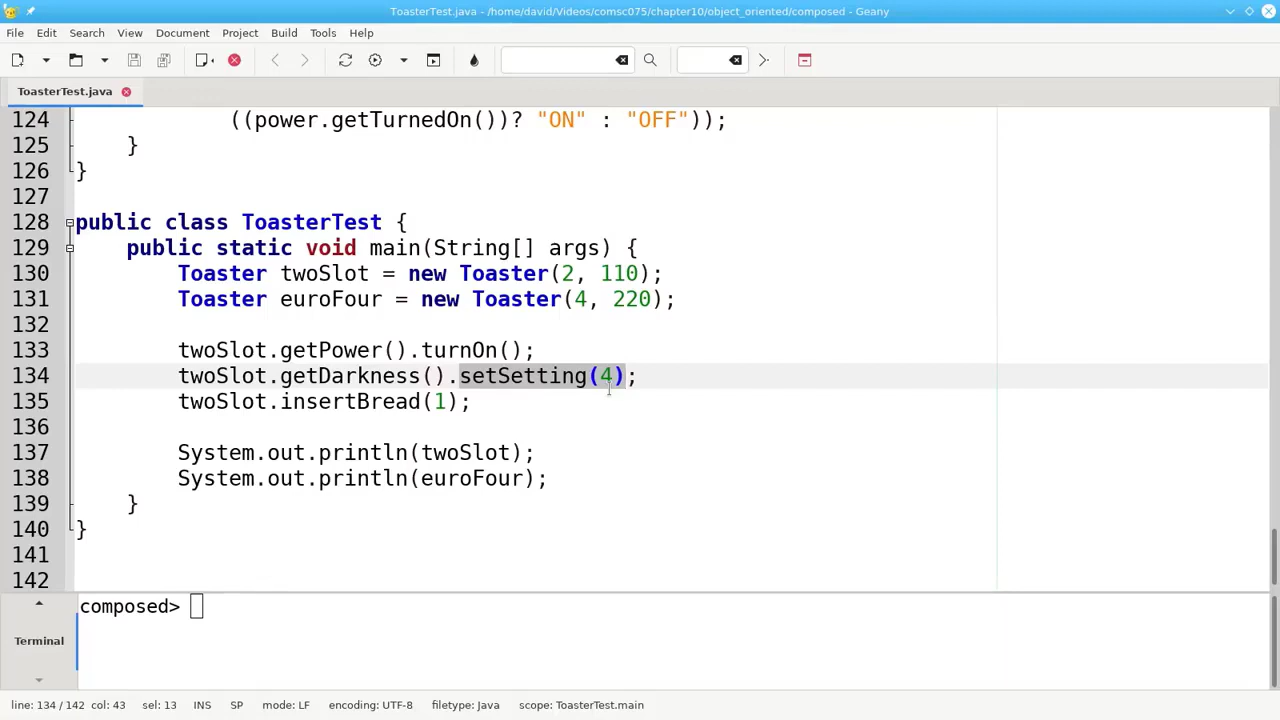 ToasterTest.java - /home/david/Videos/comsc075/chapter10/object_oriented/composed - Geany
File Edit Search View Document Project Build Tools Help
ToasterTest.java
124 ((power.getTurnedOn())? "ON" : "OFF"));
125 }
126 }
127
128 public class ToasterTest {
129 public static void main(String[] args) {
130 Toaster twoSlot = new Toaster(2, 110);
131 Toaster euroFour = new Toaster(4, 220);
132
133 twoSlot.getPower().turnOn();
134 twoSlot.getDarkness().setSetting(4);
135 twoSlot.insertBread(1);
136
137 System.out.println(twoSlot);
138 System.out.println(euroFour);
139 }
140 }
141
142
composed>
Terminal
line: 134 / 142 col: 43 sel: 13 INS SP mode: LF encoding: UTF-8 filetype: Java scope: ToasterTest.main